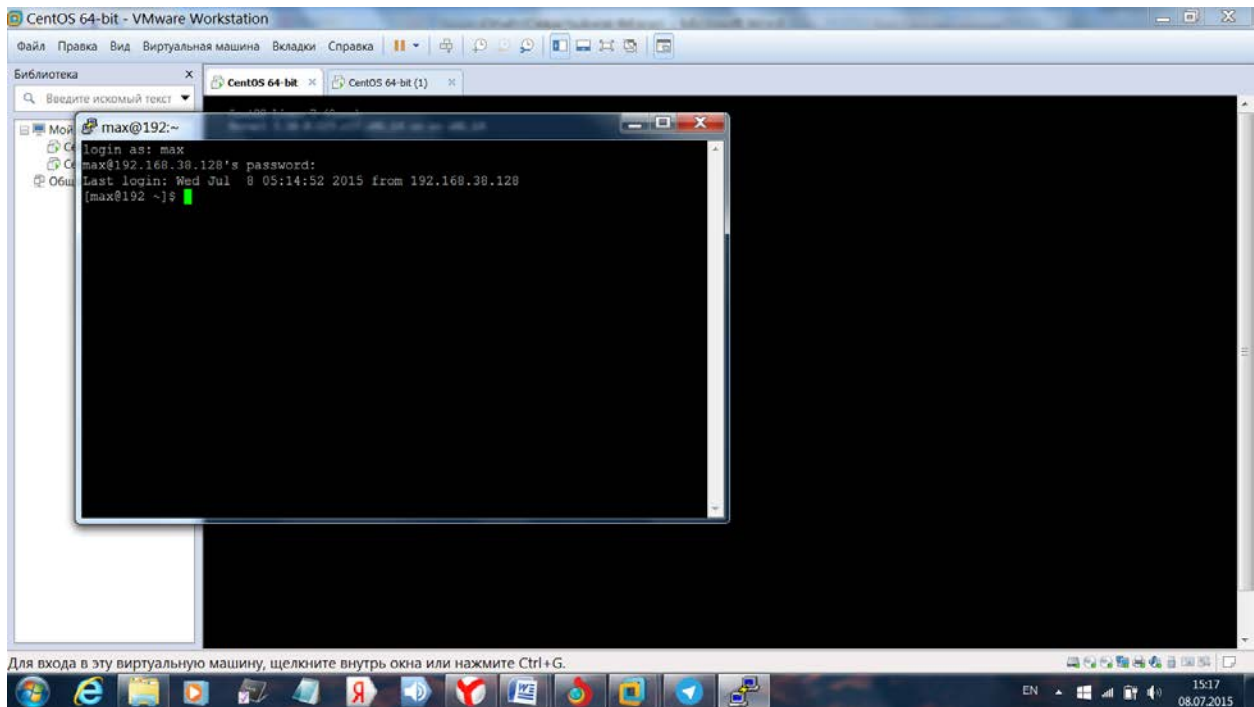 CentOS 64-bit - VMware Workstation
Файл Правка Вид Виртуальная машина Вкладки Справка
Библиотека x
CentOS 64-bit × CentOS 64-bit (1) ×
Введите искомый текст
Мой
Общ
max@192:~
login as: max
max@192.168.38.128's password:
Last login: Wed Jul 8 05:14:52 2015 from 192.168.38.128
[max@192 ~]$
Для входа в эту виртуальную машину, щелкните внутрь окна или нажмите Ctrl+G.
EN
15:17
08.07.2015